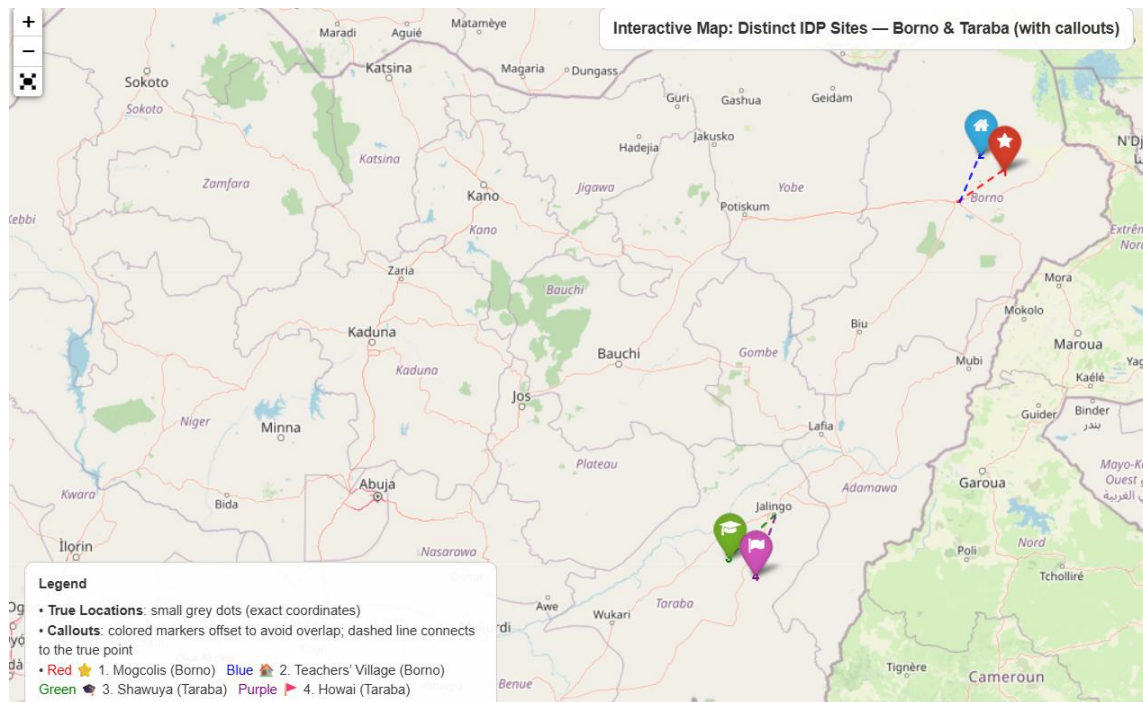 +
−
Interactive Map: Distinct IDP Sites — Borno & Taraba (with callouts)
Maradi
Aguié
Matamèye
Magaria
Dungass
Katsina
Sokoto
Sokoto
Guri
Gashua
Geidam
Jakusko
Hadejia
Katsina
Zamfara
Kano
Jigawa
Yobe
Kano
Potiskum
Borno
Kebbi
Extrême
Zaria
Bauchi
Mora
Mokolo
Kaduna
Bauchi
Gombe
Biu
Maroua
Kaduna
Mubi
Kaélé
Jos
Guider
Binder
بندر
Niger
Minna
Lafia
Plateau
Garoua
Mayo-K
Ouest
Kwara
Abuja
Adamawa
Bida
Jalingo
Nord
Ìlọrin
Nasarawa
3
4
Poli
Tcholliré
Awe
Wukari
Taraba
Benue
Tignère
Cameroun
Legend
• True Locations: small grey dots (exact coordinates)
• Callouts: colored markers offset to avoid overlap; dashed line connects
to the true point
• Red ⭐ 1. Mogcolis (Borno) Blue 🏠 2. Teachers' Village (Borno)
Green 🎓 3. Shawuya (Taraba) Purple 🚩 4. Howai (Taraba)